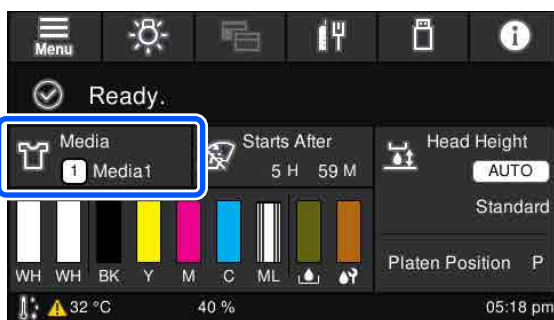 Menu
Ready.
Media
1 Media1
Starts After
5 H 59 M
Head Height
AUTO
Standard
Platen Position P
WH WH BK Y M C ML
32 °C 40 % 05:18 pm